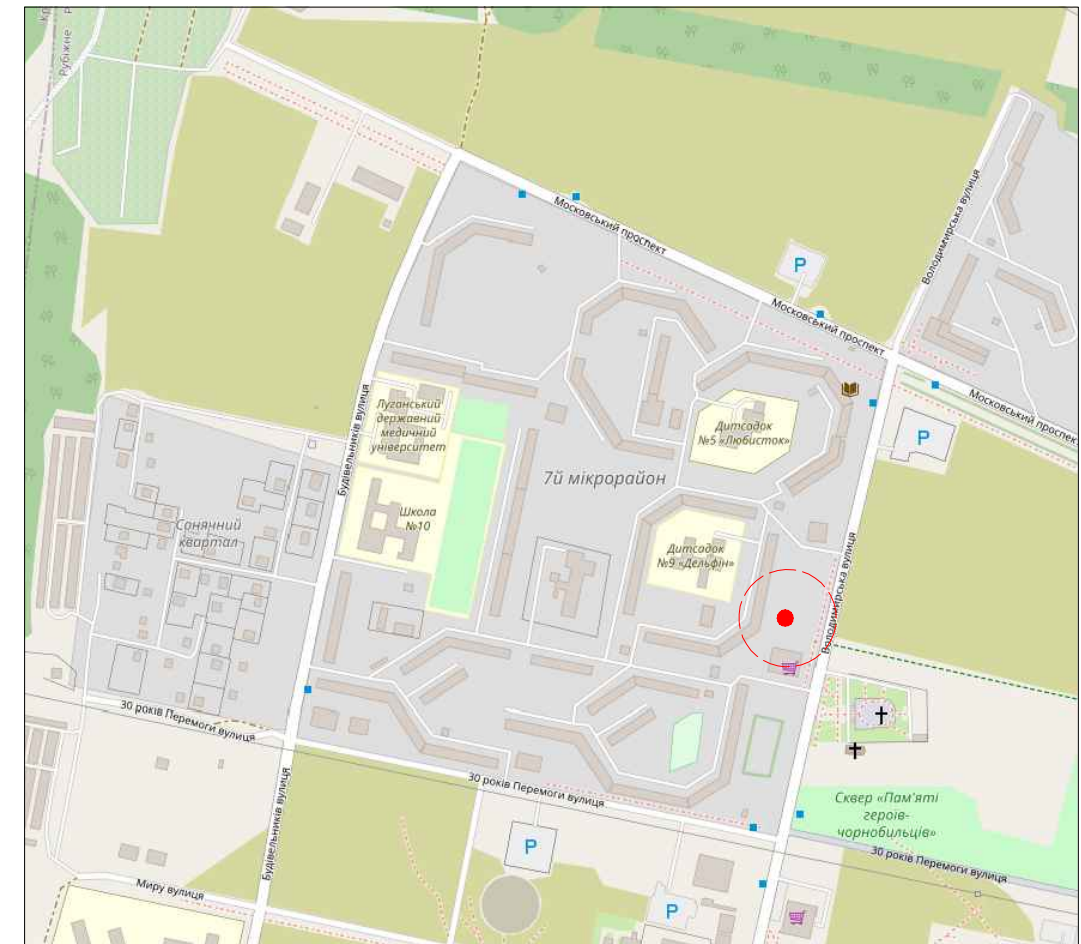 Рубіжне
Московський проспект
Володимирська вулиця
P
Московський проспект
Московський проспект
P
Будівельників вулиця
Луганський
державний
медичний
університет
Дитсадок
№5 «Любисток»
7й мікрорайон
Школа
№10
Сонячний
квартал
Дитсадок
№9 «Дельфін»
Володимирська вулиця
30 років Перемоги вулиця
30 років Перемоги вулиця
Будівельників вулиця
Сквер «Пам'яті
героїв-
чорнобильців»
30 років Перемоги вулиця
P
Миру вулиця
P